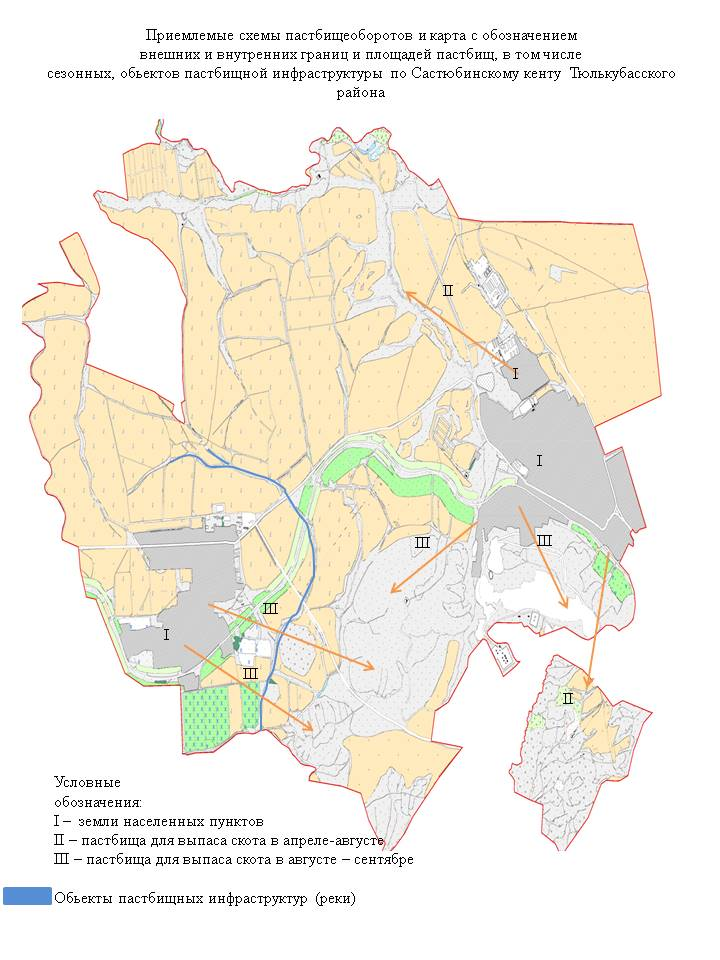 Приемлемые схемы пастбищеоборотов и карта с обозначением
внешних и внутренних границ и площадей пастбищ, в том числе
сезонных, обьектов пастбищной инфраструктуры по Састюбинскому кенту Тюлькубасского
района
II
I
I
III
III
III
I
III
II
Условные
обозначения:
I – земли населенных пунктов
II – пастбища для выпаса скота в апреле-августе
III – пастбища для выпаса скота в августе – сентябре
Обьекты пастбищных инфраструктур (реки)